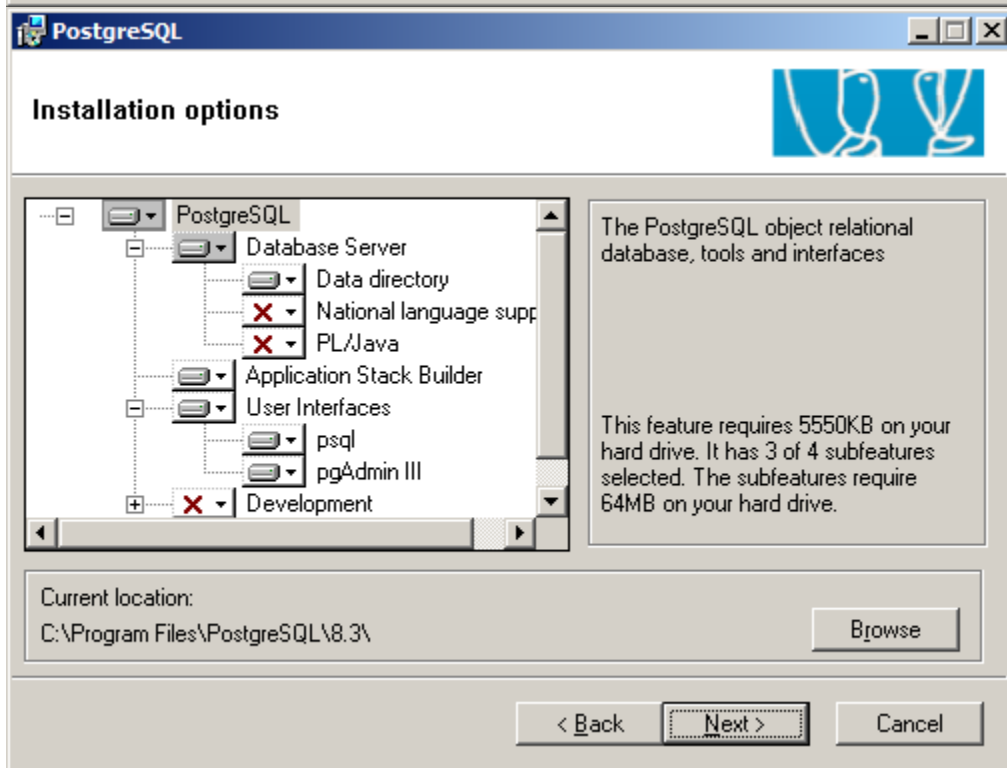 PostgreSQL
Installation options
PostgreSQL
Database Server
Data directory
National language supp
PL/Java
Application Stack Builder
User Interfaces
psql
pgAdmin III
Development
The PostgreSQL object relational
database, tools and interfaces
This feature requires 5550KB on your
hard drive. It has 3 of 4 subfeatures
selected. The subfeatures require
64MB on your hard drive.
Current location:
C:\Program Files\PostgreSQL\8.3\
Browse
< Back
Next >
Cancel